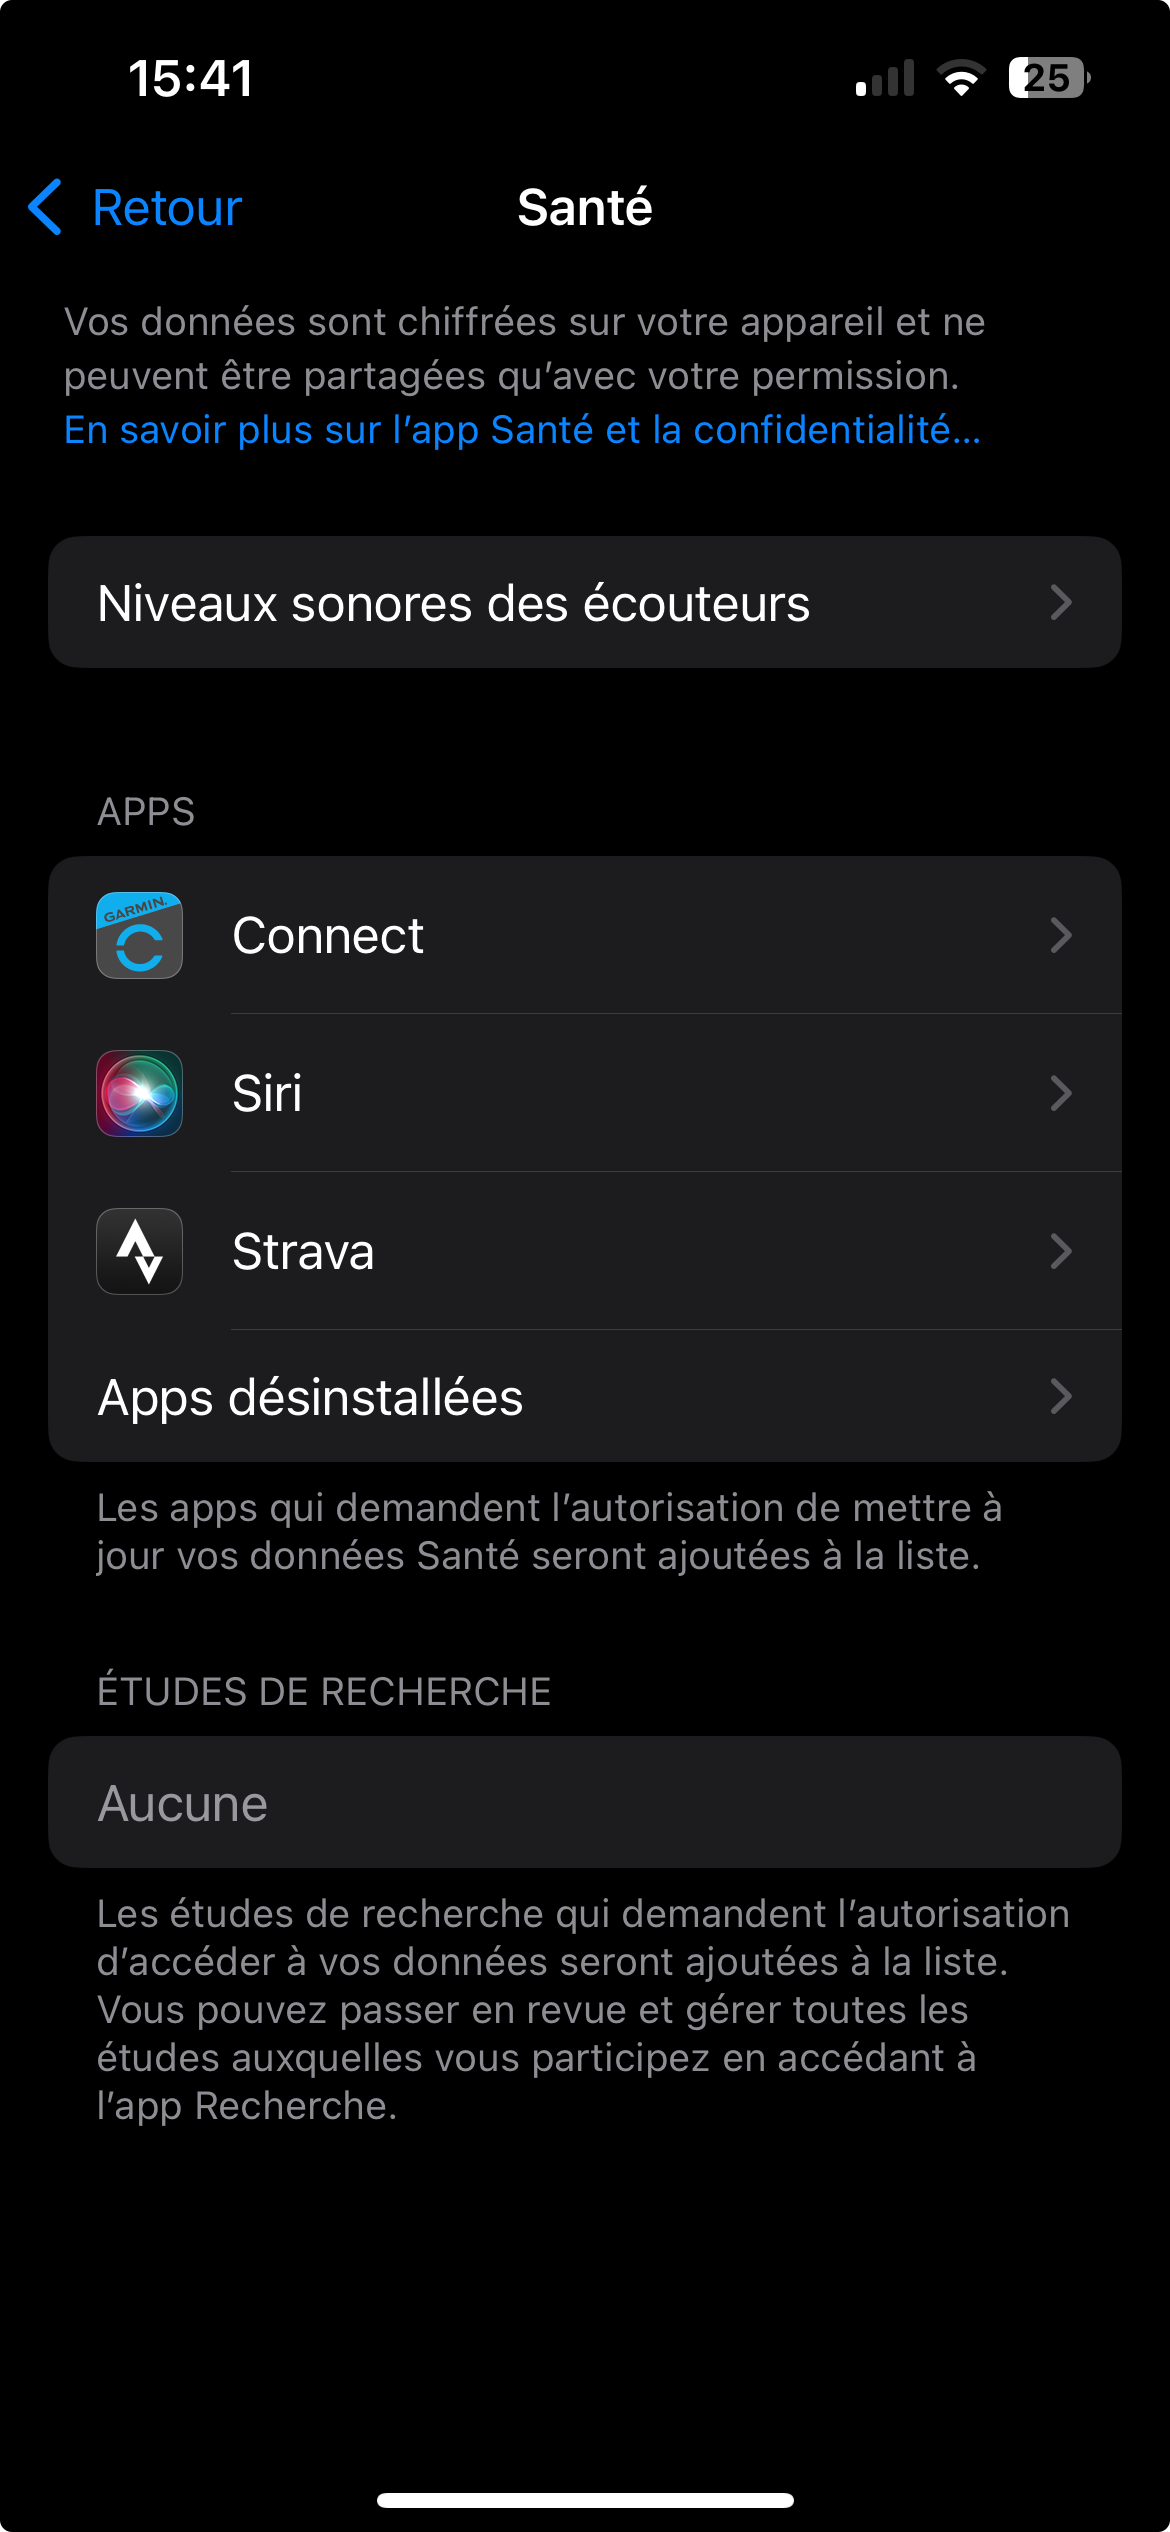 15:41
25
Retour
Santé
Vos données sont chiffrées sur votre appareil et ne
peuvent être partagées qu’avec votre permission.
En savoir plus sur l’app Santé et la confidentialité...
Niveaux sonores des écouteurs
APPS
GARMIN.
Connect
Siri
Strava
Apps désinstallées
Les apps qui demandent l’autorisation de mettre à
jour vos données Santé seront ajoutées à la liste.
ÉTUDES DE RECHERCHE
Aucune
Les études de recherche qui demandent l’autorisation
d’accéder à vos données seront ajoutées à la liste.
Vous pouvez passer en revue et gérer toutes les
études auxquelles vous participez en accédant à
l’app Recherche.